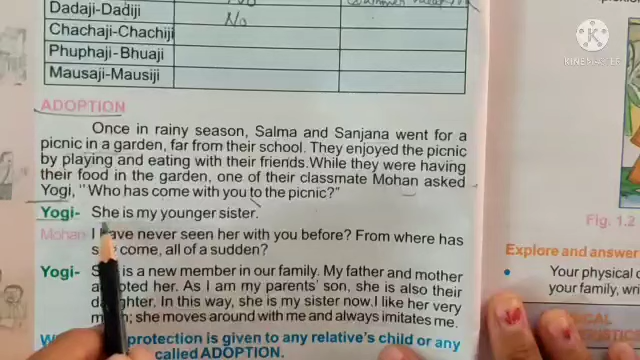 Dadaji-Dadiji No
Chachaji-Chachiji
Phuphaji-Bhuaji
Mausaji-Mausiji
KINEMASTER
ADOPTION
Once in rainy season, Salma and Sanjana went for a
picnic in a garden, far from their school. They enjoyed the picnic
by playing and eating with their friends. While they were having
their food in the garden, one of their classmate Mohan asked
Yogi, "Who has come with you to the picnic?"
Yogi- She is my younger sister.
Mohan- I have never seen her with you before? From where has
come, all of a sudden?
Yogi- is a new member in our family. My father and mother
her. As I am my parents' son, she is also their
In this way, she is my sister now. I like her very
she moves around with me and always imitates me.
protection is given to any relative's child or any
called ADOPTION.
Fig. 1.2
Explore and answer
• Your physical
your family,